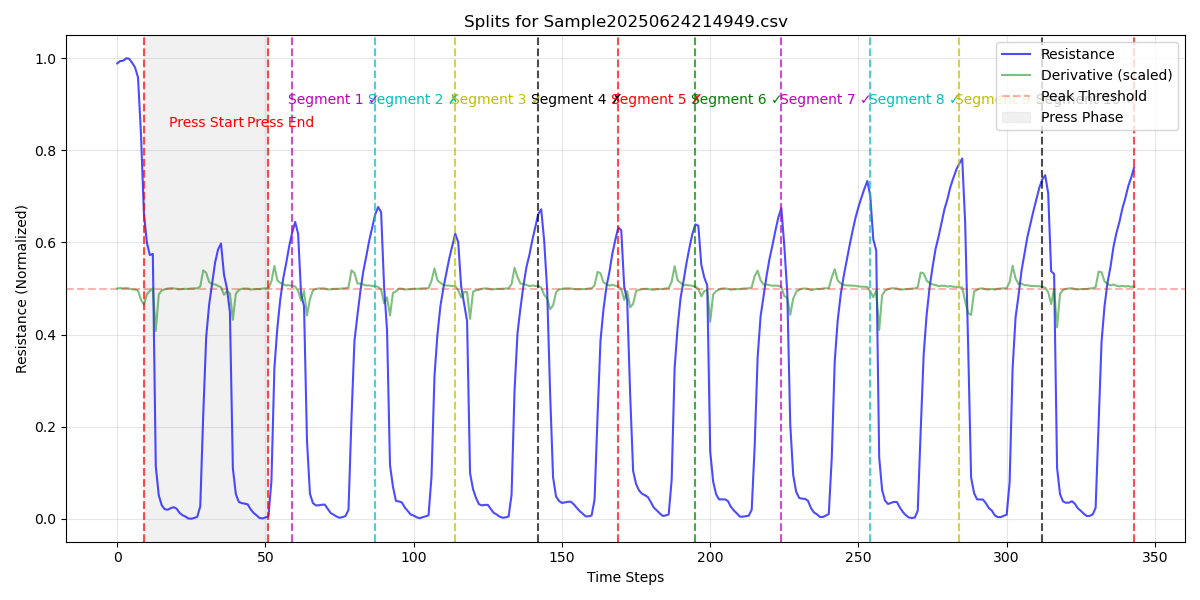 Splits for Sample20250624214949.csv
Resistance
Derivative (scaled)
Peak Threshold
Press Phase
Segment 1 ✓
Segment 2 ✗
Segment 3
Segment 4 ✗
Segment 5 ✗
Segment 6 ✓
Segment 7 ✓
Segment 8 ✓
Segment
Press Start
Press End
Resistance (Normalized)
1.0
0.8
0.6
0.4
0.2
0.0
0
50
100
150
200
250
300
350
Time Steps